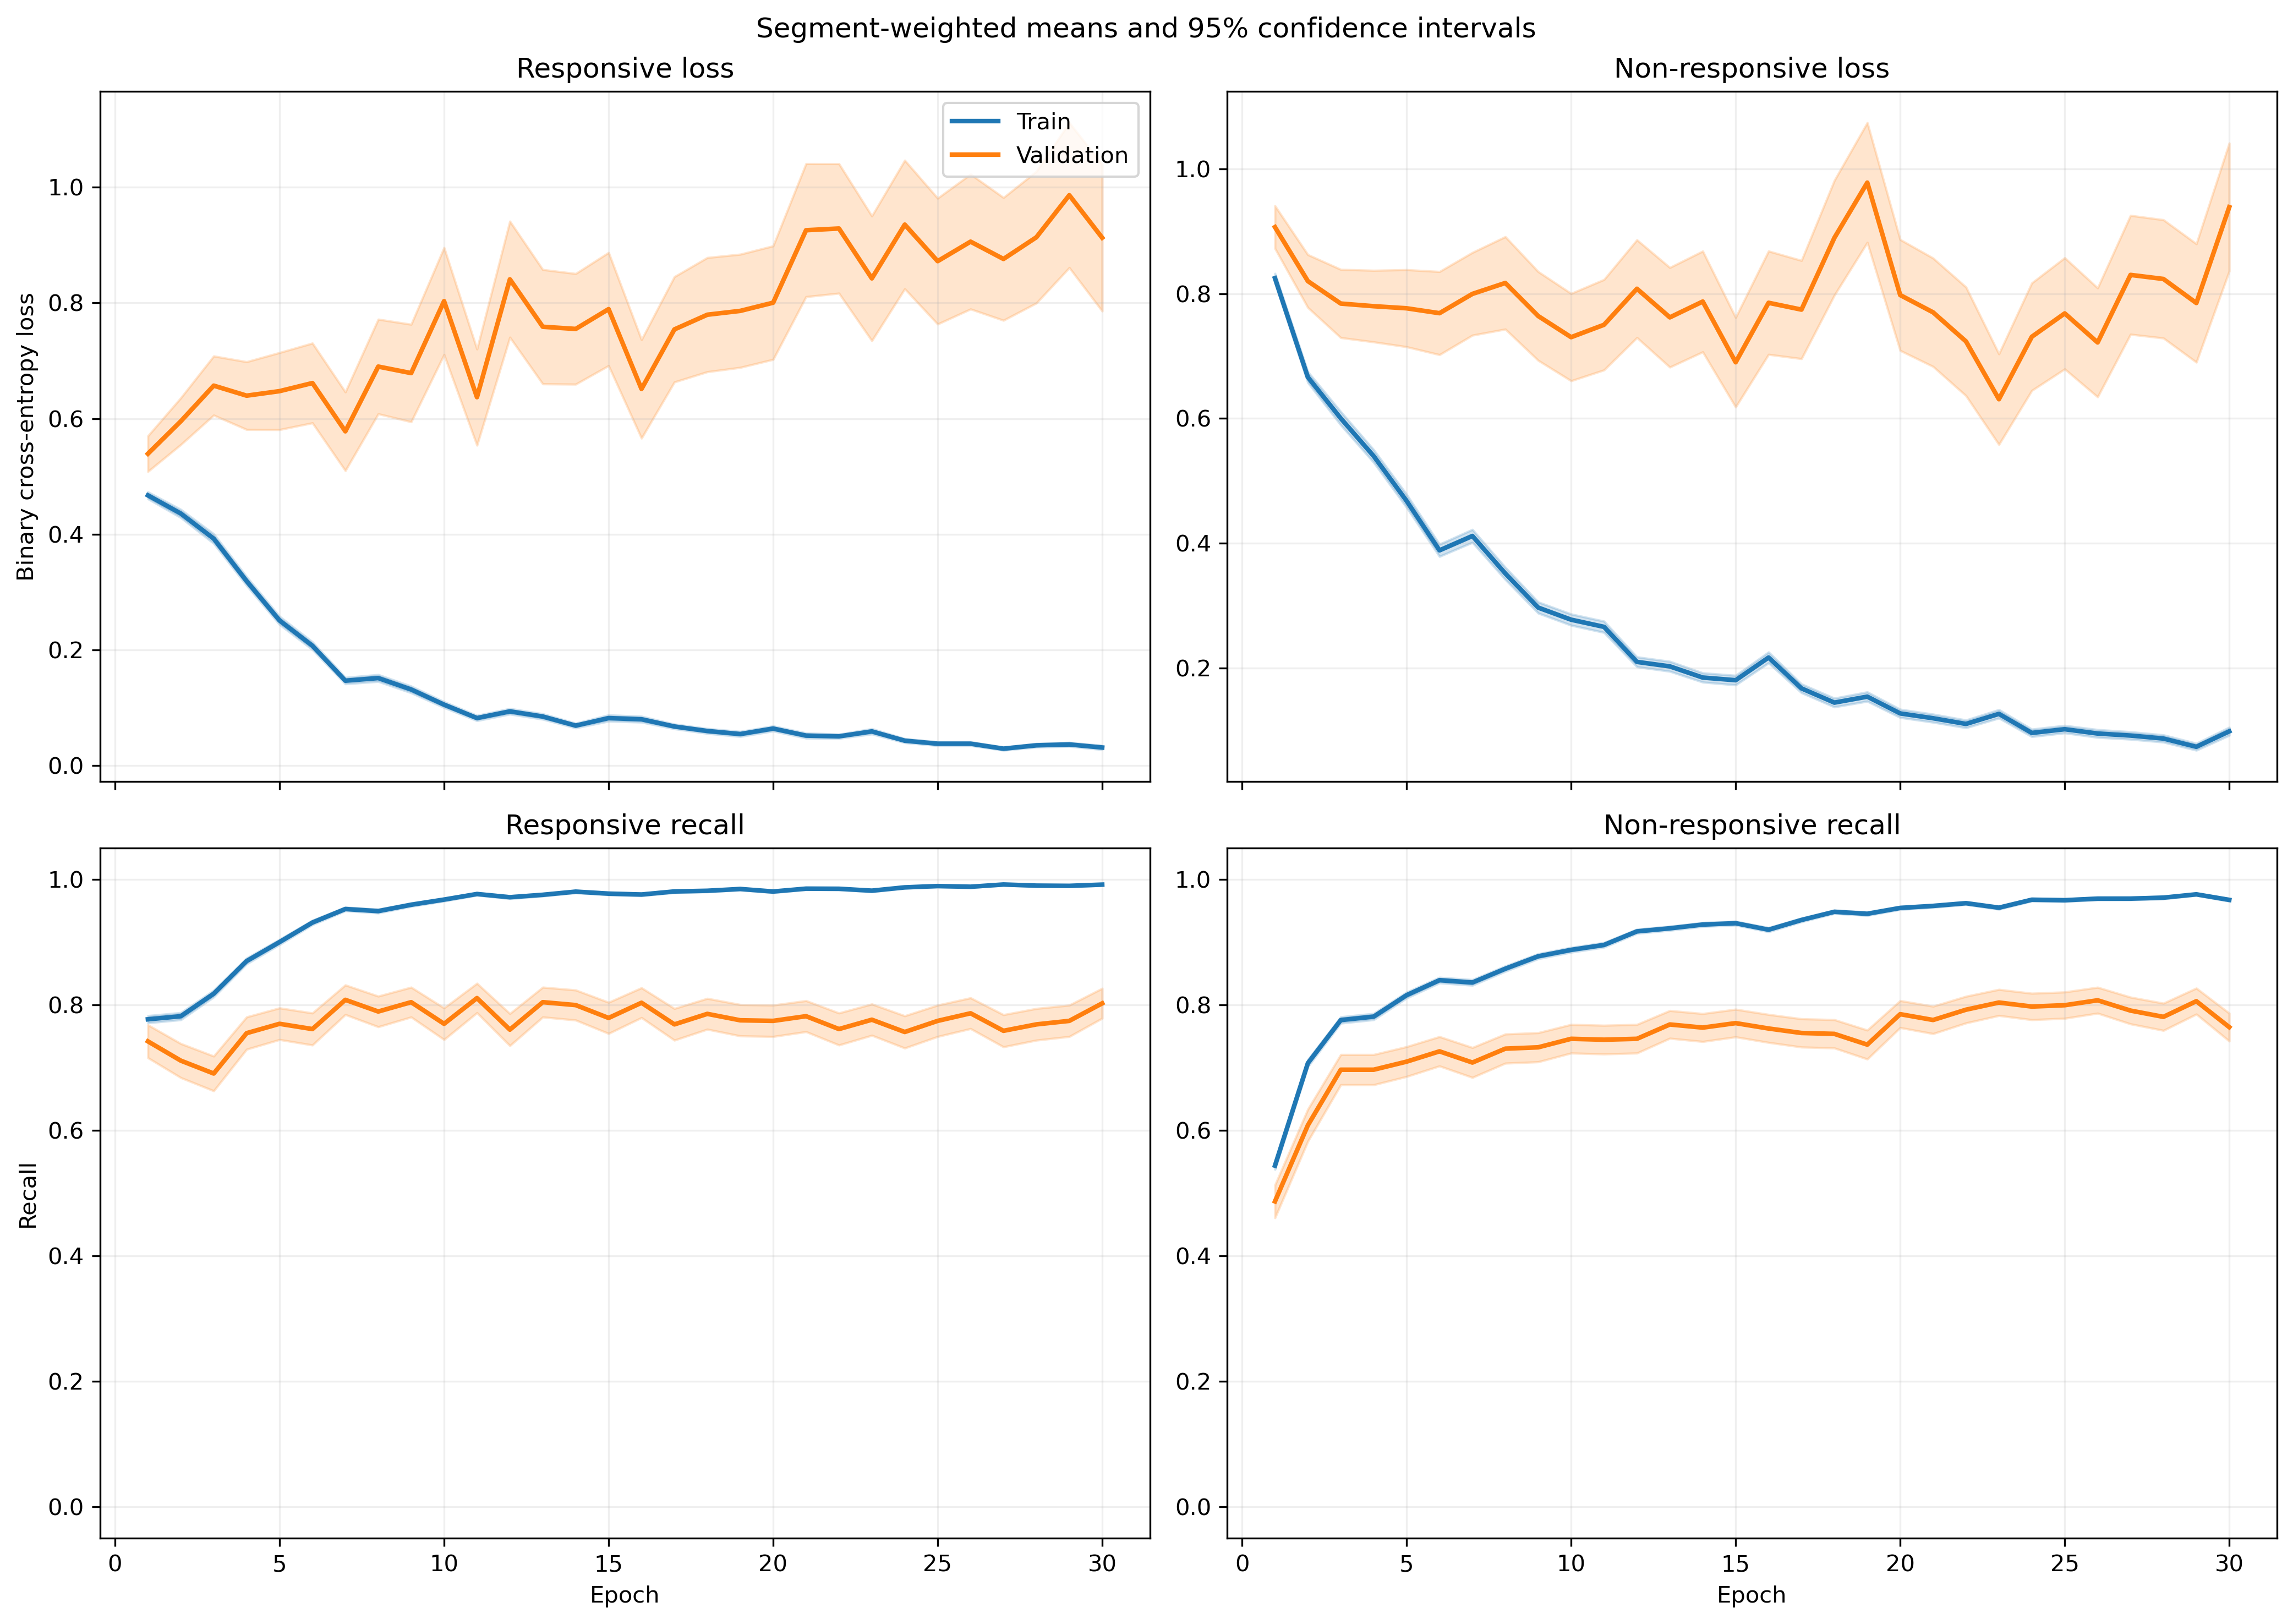 Segment-weighted means and 95% confidence intervals
Responsive loss
Non-responsive loss
Train
Validation
Binary cross-entropy loss
1.0
0.8
0.6
0.4
0.2
0.0
1.0
0.8
0.6
0.4
0.2
Responsive recall
Non-responsive recall
Recall
1.0
0.8
0.6
0.4
0.2
0.0
0 5 10 15 20 25 30
Epoch
1.0
0.8
0.6
0.4
0.2
0.0
0 5 10 15 20 25 30
Epoch